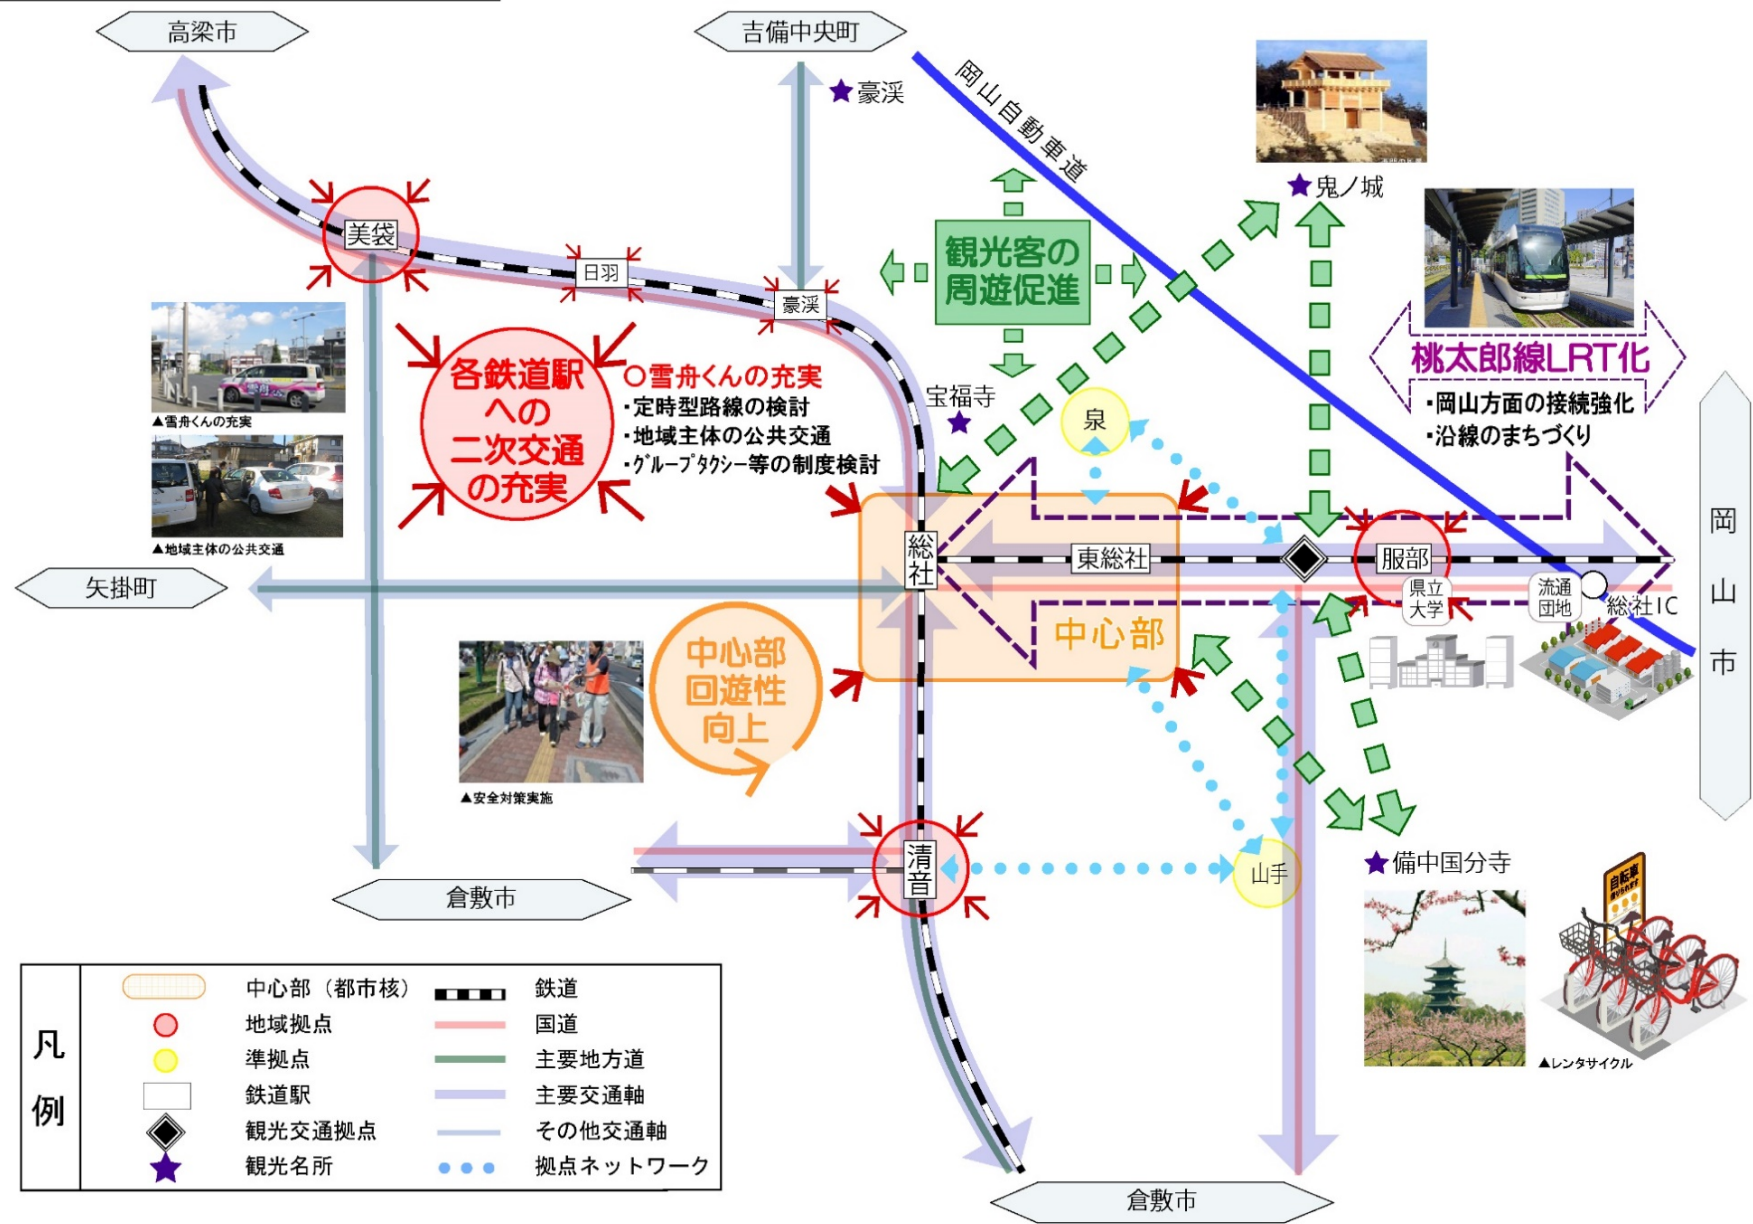 高梁市
吉備中央町
★豪渓
岡山自動車道
★鬼ノ城
美袋
日羽
豪渓
観光客の
周遊促進
桃太郎線LRT化
・岡山方面の接続強化
・沿線のまちづくり
▲雪舟くんの充実
各鉄道駅
への
二次交通
の充実
○雪舟くんの充実
・定時型路線の検討
・地域主体の公共交通
・グループタクシー等の制度検討
宝福寺
★
泉
▲地域主体の公共交通
岡山市
矢掛町
総社
東総社
服部
県立
大学
流通
団地
総社IC
中心部
中心部
回遊性
向上
▲安全対策実施
清音
山手
★備中国分寺
自転車
倉敷市
▲レンタサイクル
凡例
中心部（都市核）
地域拠点
準拠点
鉄道駅
観光交通拠点
観光名所
鉄道
国道
主要地方道
主要交通軸
その他交通軸
拠点ネットワーク
倉敷市